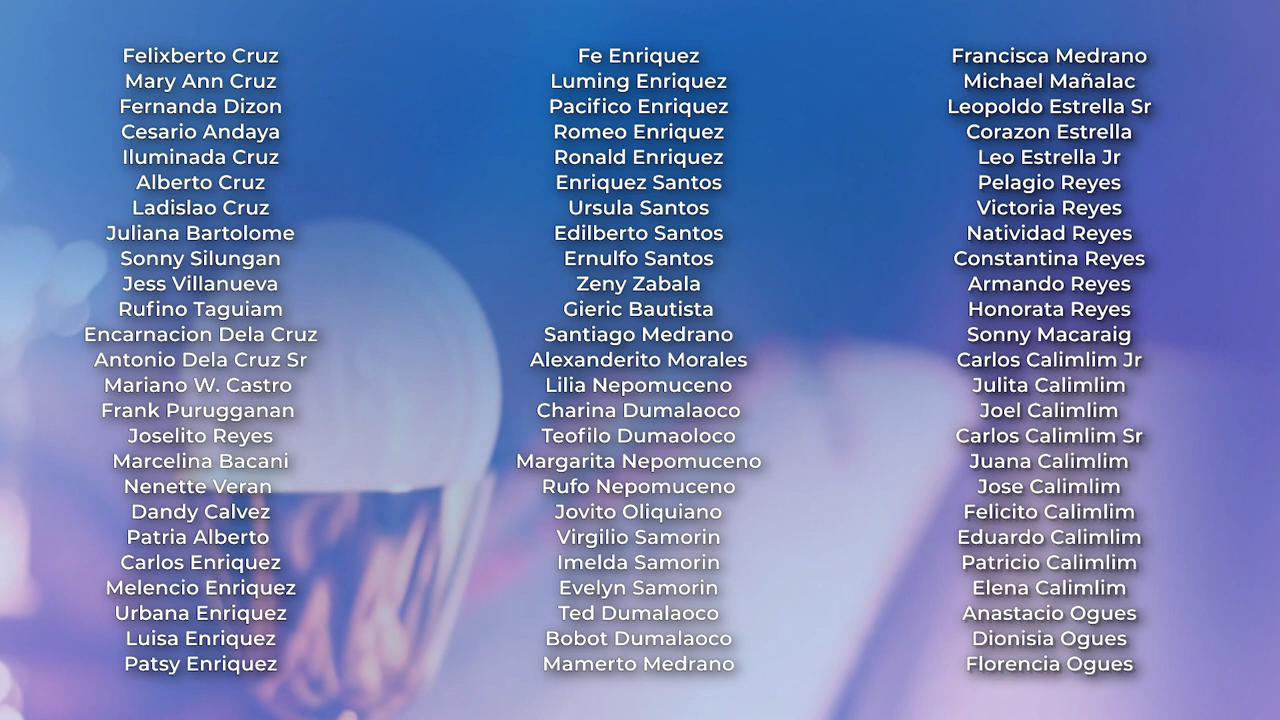 Felixberto Cruz
Mary Ann Cruz
Fernanda Dizon
Cesario Andaya
Iluminada Cruz
Alberto Cruz
Ladislao Cruz
Juliana Bartolome
Sonny Silungan
Jess Villanueva
Rufino Taguiam
Encarnacion Dela Cruz
Antonio Dela Cruz Sr
Mariano W. Castro
Frank Purugganan
Joselito Reyes
Marcelina Bacani
Nenette Veran
Dandy Calvez
Patria Alberto
Carlos Enriquez
Melencio Enriquez
Urbana Enriquez
Luisa Enriquez
Patsy Enriquez
Fe Enriquez
Luming Enriquez
Pacifico Enriquez
Romeo Enriquez
Ronald Enriquez
Enriquez Santos
Ursula Santos
Edilberto Santos
Ernulfo Santos
Zeny Zabala
Gieric Bautista
Santiago Medrano
Alexanderito Morales
Lilia Nepomuceno
Charina Dumalaoco
Teofilo Dumaoloco
Margarita Nepomuceno
Rufo Nepomuceno
Jovito Oliquiano
Virgilio Samorin
Imelda Samorin
Evelyn Samorin
Ted Dumalaoco
Bobot Dumalaoco
Mamerto Medrano
Francisca Medrano
Michael Mañalac
Leopoldo Estrella Sr
Corazon Estrella
Leo Estrella Jr
Pelagio Reyes
Victoria Reyes
Natividad Reyes
Constantina Reyes
Armando Reyes
Honorata Reyes
Sonny Macaraig
Carlos Calimlim Jr
Julita Calimlim
Joel Calimlim
Carlos Calimlim Sr
Juana Calimlim
Jose Calimlim
Felicito Calimlim
Eduardo Calimlim
Patricio Calimlim
Elena Calimlim
Anastacio Ogues
Dionisia Ogues
Florencia Ogues